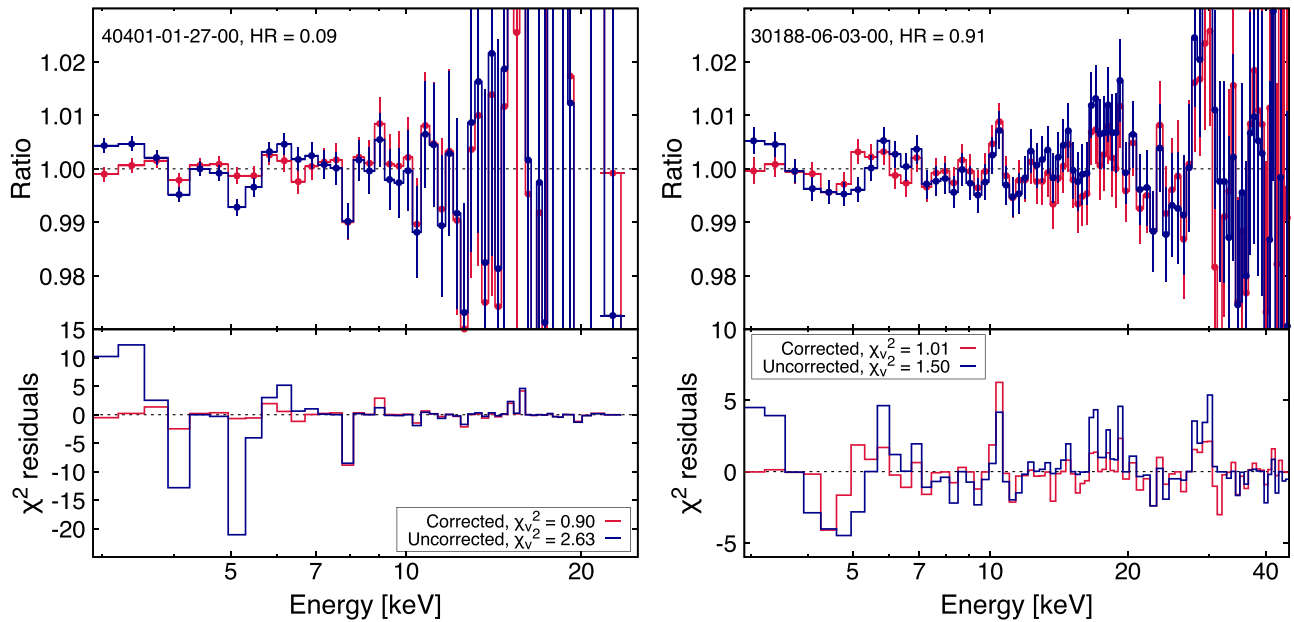 40401-01-27-00, HR = 0.09
Ratio
1.02
1.01
1.00
0.99
0.98
χ² residuals
15
10
5
0
-5
-10
-15
-20
Corrected, χᵥ² = 0.90
Uncorrected, χᵥ² = 2.63
5 7 10 20
Energy [keV]
30188-06-03-00, HR = 0.91
Ratio
1.02
1.01
1.00
0.99
0.98
χ² residuals
10
5
0
-5
Corrected, χᵥ² = 1.01
Uncorrected, χᵥ² = 1.50
5 7 10 20 40
Energy [keV]